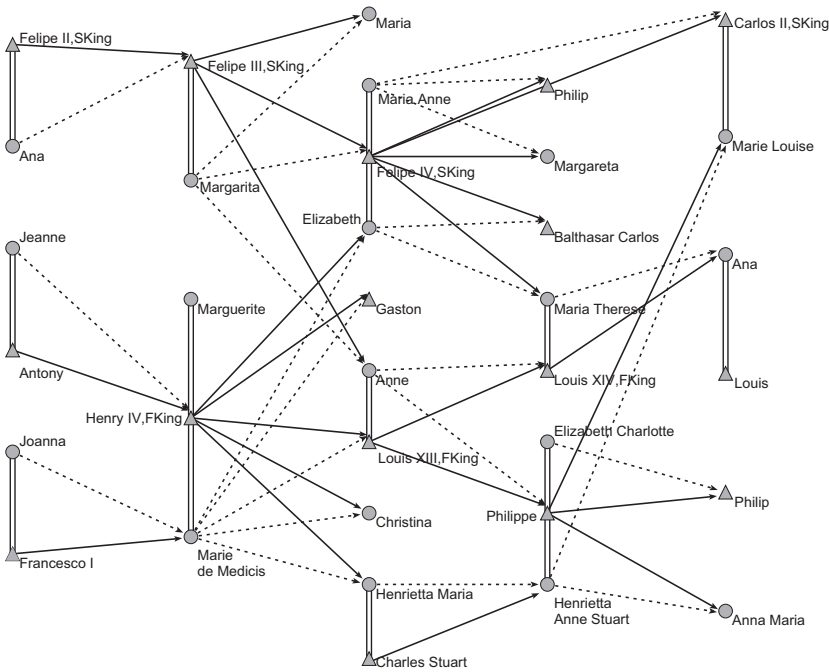 Felipe II,SKing
Ana
Jeanne
Antony
Joanna
Francesco I
Felipe III,SKing
Margarita
Marguerite
Henry IV,FKing
Marie
de Medicis
Maria
Maria Anne
Felipe IV,SKing
Elizabeth
Gaston
Anne
Louis XIII,FKing
Christina
Henrietta Maria
Charles Stuart
Philip
Margareta
Balthasar Carlos
Maria Therese
Louis XIV,FKing
Elizabeth Charlotte
Philippe
Henrietta
Anne Stuart
Carlos II,SKing
Marie Louise
Ana
Louis
Philip
Anna Maria